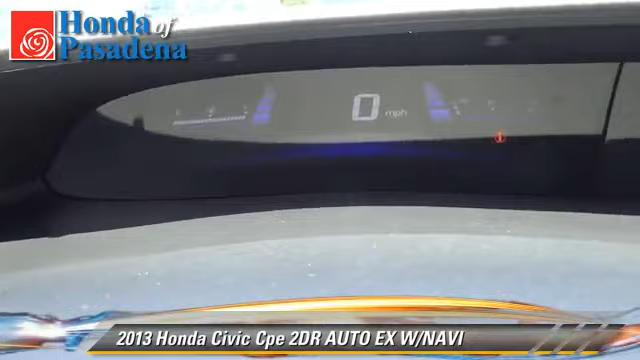 Honda of
Pasadena
0 mph
2013 Honda Civic Cpe 2DR AUTO EX W/NAVI